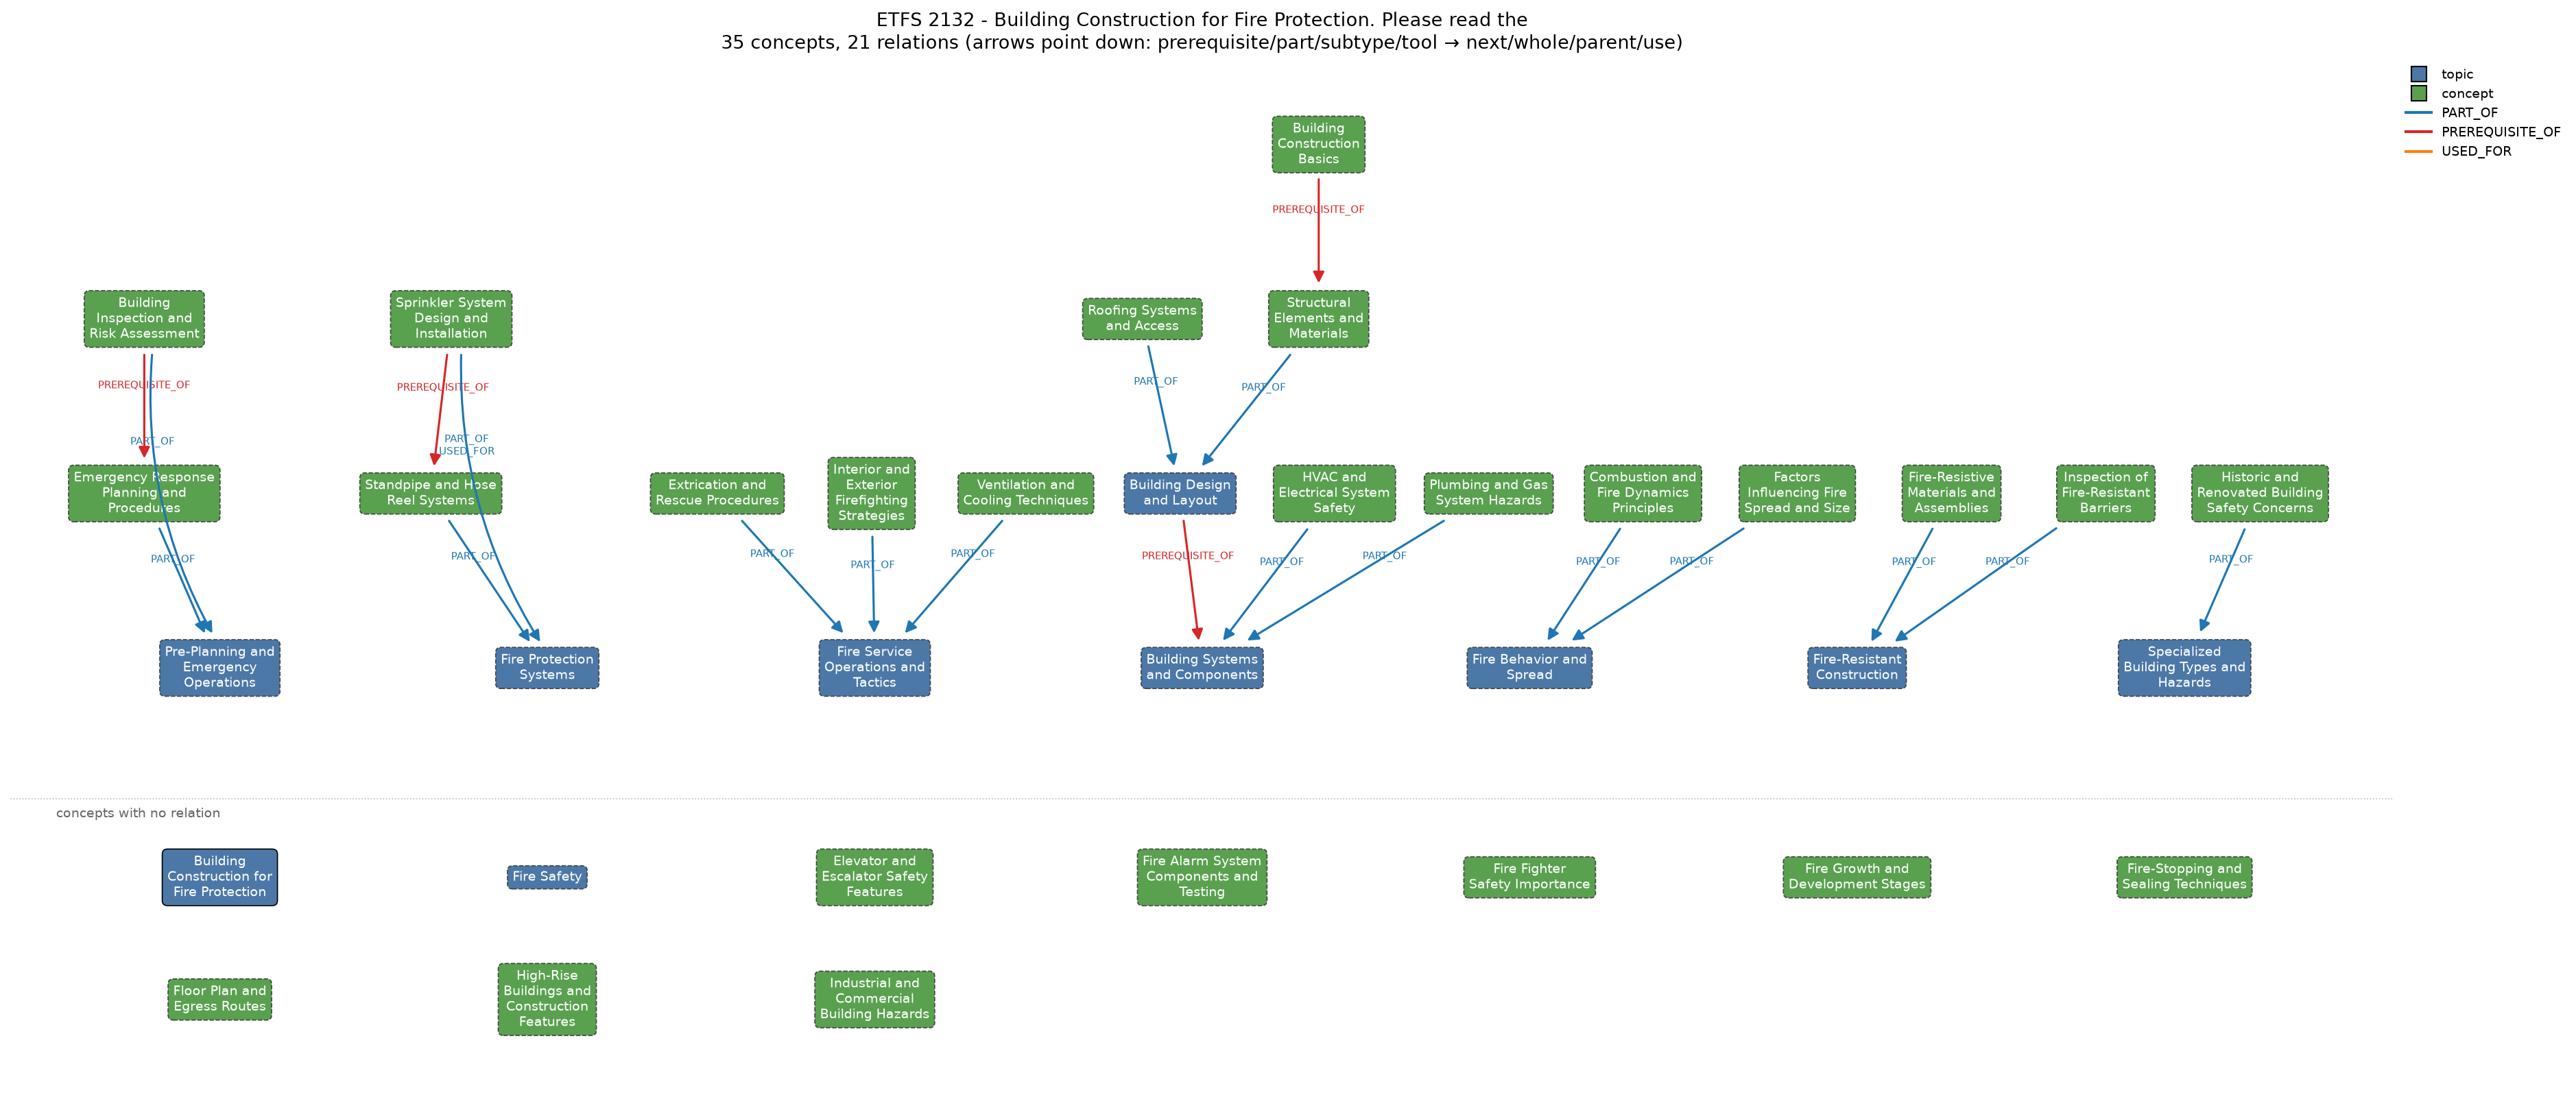 ETFS 2132 - Building Construction for Fire Protection. Please read the
35 concepts, 21 relations (arrows point down: prerequisite/part/subtype/tool → next/whole/parent/use)
topic
concept
PART_OF
PREREQUISITE_OF
USED_FOR
Building
Construction
Basics
PREREQUISITE_OF
Building
Inspection and
Risk Assessment
Sprinkler System
Design and
Installation
Roofing Systems
and Access
Structural
Elements and
Materials
PREREQUISITE_OF
PART_OF
PREREQUISITE_OF
PART_OF
USED_FOR
PART_OF
PART_OF
Emergency Response
Planning and
Procedures
Standpipe and Hose
Reel Systems
Extrication and
Rescue Procedures
Interior and
Exterior
Firefighting
Strategies
Ventilation and
Cooling Techniques
Building Design
and Layout
HVAC and
Electrical System
Safety
Plumbing and Gas
System Hazards
Combustion and
Fire Dynamics
Principles
Factors
Influencing Fire
Spread and Size
Fire-Resistive
Materials and
Assemblies
Inspection of
Fire-Resistant
Barriers
Historic and
Renovated Building
Safety Concerns
PART_OF
PART_OF
PART_OF
PART_OF
PART_OF
PREREQUISITE_OF
PART_OF
PART_OF
PART_OF
PART_OF
PART_OF
PART_OF
PART_OF
Pre-Planning and
Emergency
Operations
Fire Protection
Systems
Fire Service
Operations and
Tactics
Building Systems
and Components
Fire Behavior and
Spread
Fire-Resistant
Construction
Specialized
Building Types and
Hazards
concepts with no relation
Building
Construction for
Fire Protection
Fire Safety
Elevator and
Escalator Safety
Features
Fire Alarm System
Components and
Testing
Fire Fighter
Safety Importance
Fire Growth and
Development Stages
Fire-Stopping and
Sealing Techniques
Floor Plan and
Egress Routes
High-Rise
Buildings and
Construction
Features
Industrial and
Commercial
Building Hazards